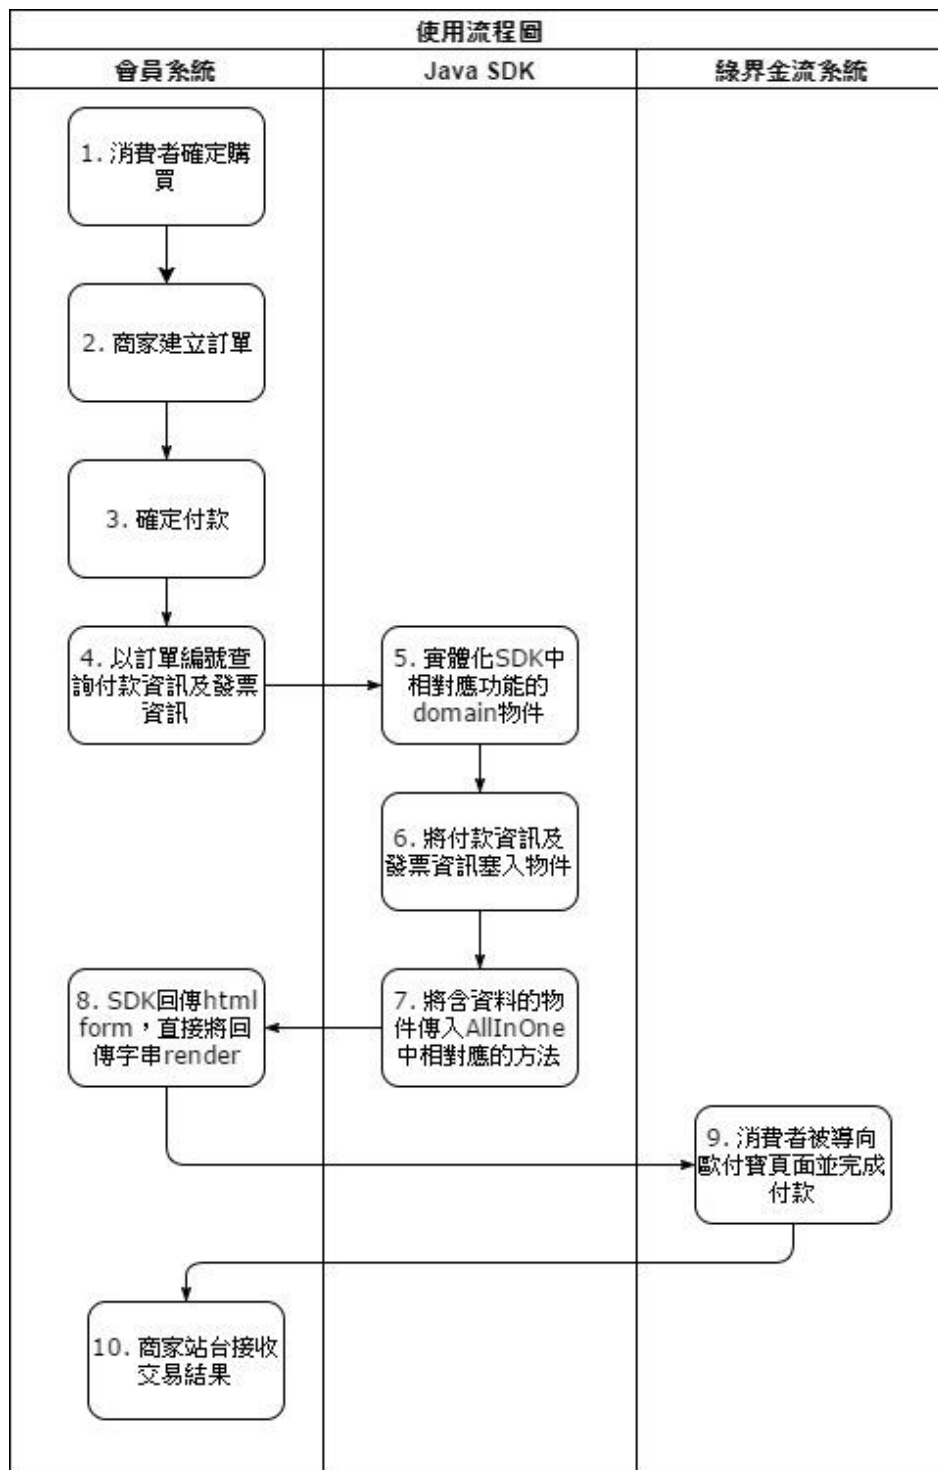 使用流程圖
會員系統
Java SDK
綠界金流系統
1. 消費者確定購
買
2. 商家建立訂單
3. 確定付款
4. 以訂單編號查
詢付款資訊及發票
資訊
5. 實體化SDK中
相對應功能的
domain物件
6. 將付款資訊及
發票資訊塞入物件
7. 將含資料的物
件傳入AllInOne
中相對應的方法
8. SDK回傳html
form，直接將回
傳字串render
9. 消費者被導向
歐付寶頁面並完成
付款
10. 商家站台接收
交易結果